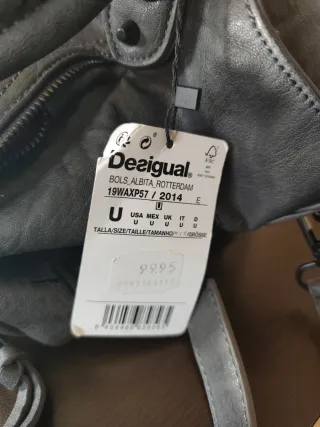 Desigual.
BOLS_ALBITA_ROTTERDAM
19WAXP57 / 2014 E
U
U USA MEX UK IT D
U U U U U
TALLA/SIZE/TAILLE/TAMANHO/
99.95